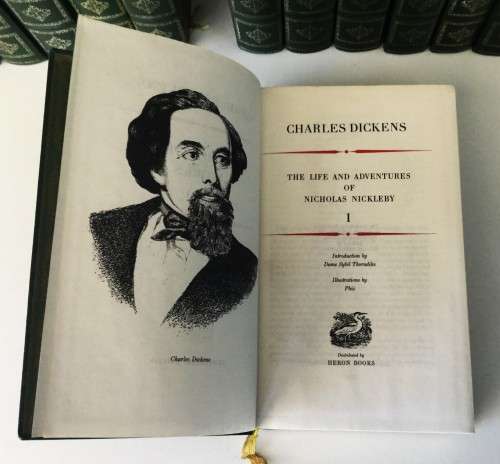 Charles Dickens
CHARLES DICKENS
THE LIFE AND ADVENTURES
OF
NICHOLAS NICKLEBY
1
Introduction by
Dame Sybil Thorndike
Illustrations by
Phiz
Distributed by
HERON BOOKS